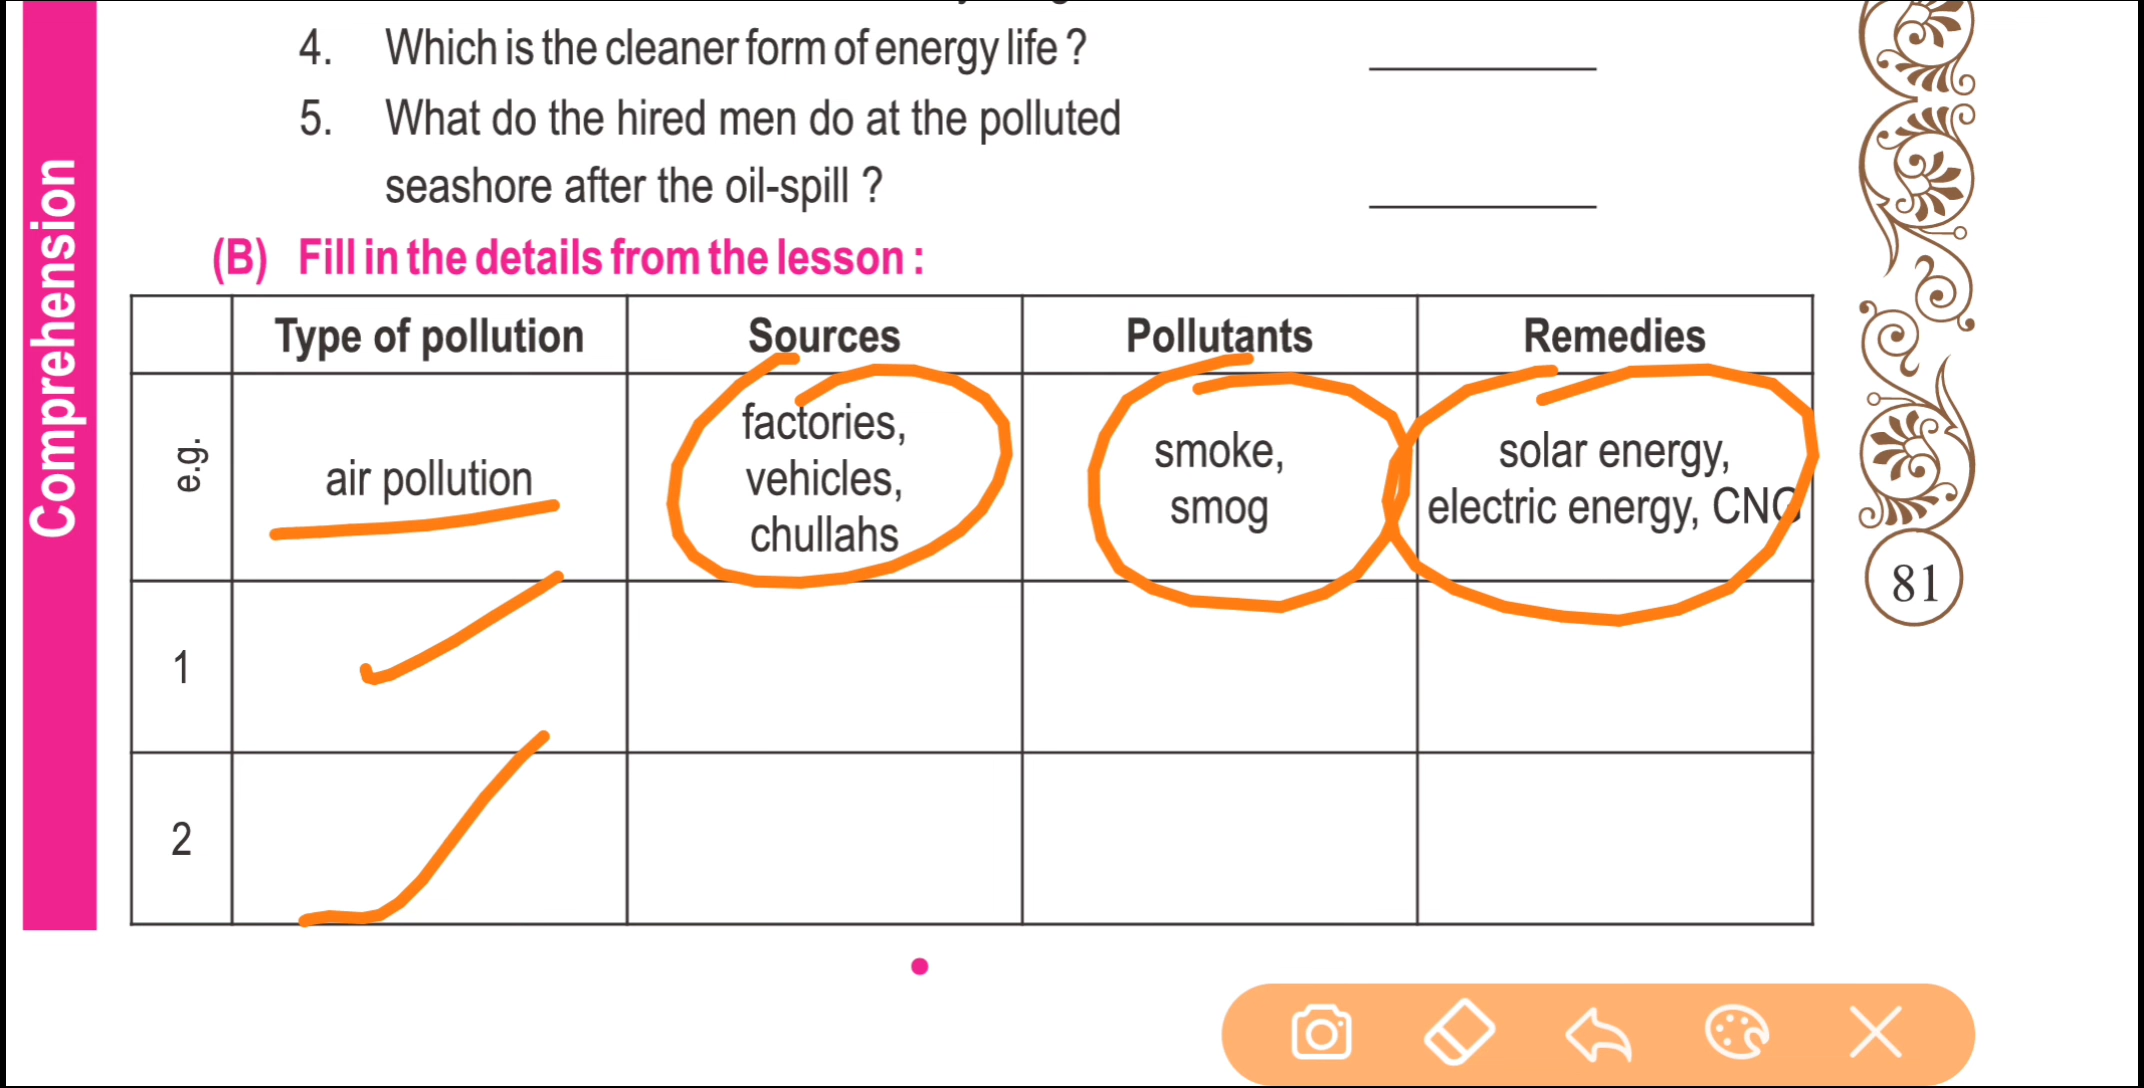 Comprehension
4. Which is the cleaner form of energy life ?
5. What do the hired men do at the polluted
seashore after the oil-spill ?
(B) Fill in the details from the lesson :
Type of pollution Sources Pollutants Remedies
e.g. air pollution
factories,
vehicles,
chullahs
smoke,
smog
solar energy,
electric energy, CNG
1
2
81